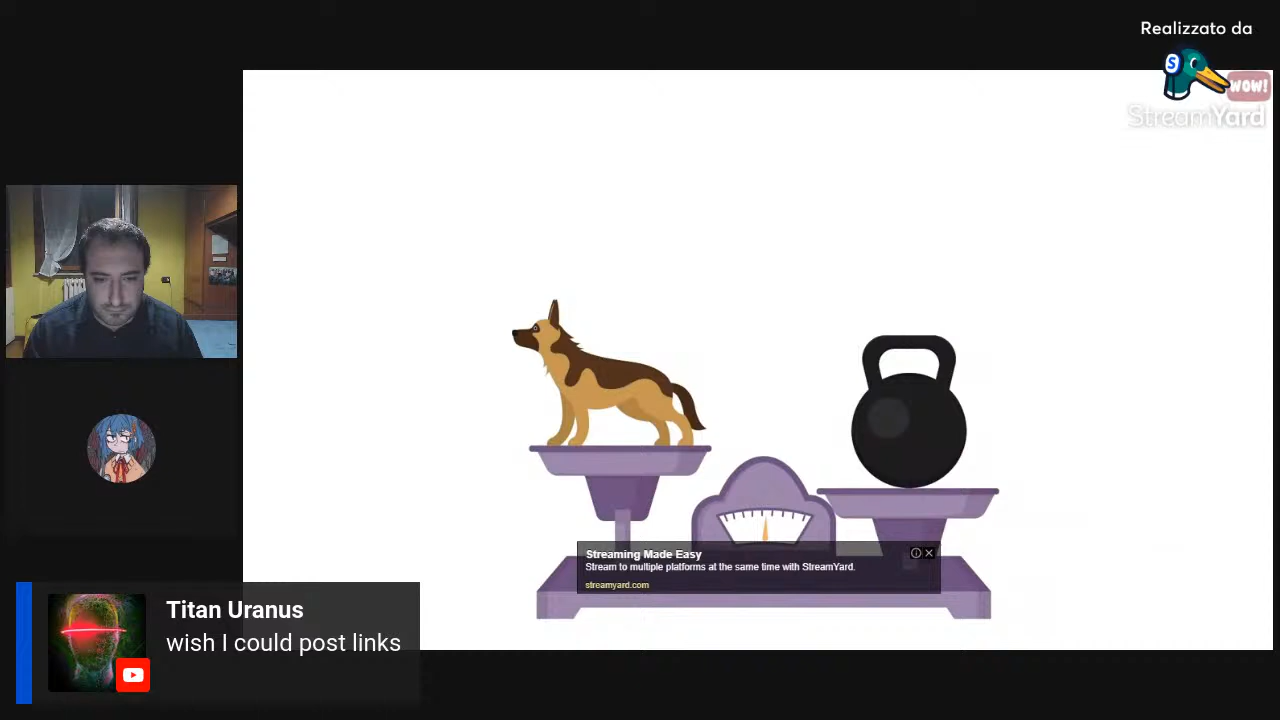 Realizzato da
S
WOW!
StreamYard
Streaming Made Easy
Stream to multiple platforms at the same time with StreamYard.
streamyard.com
Titan Uranus
wish I could post links